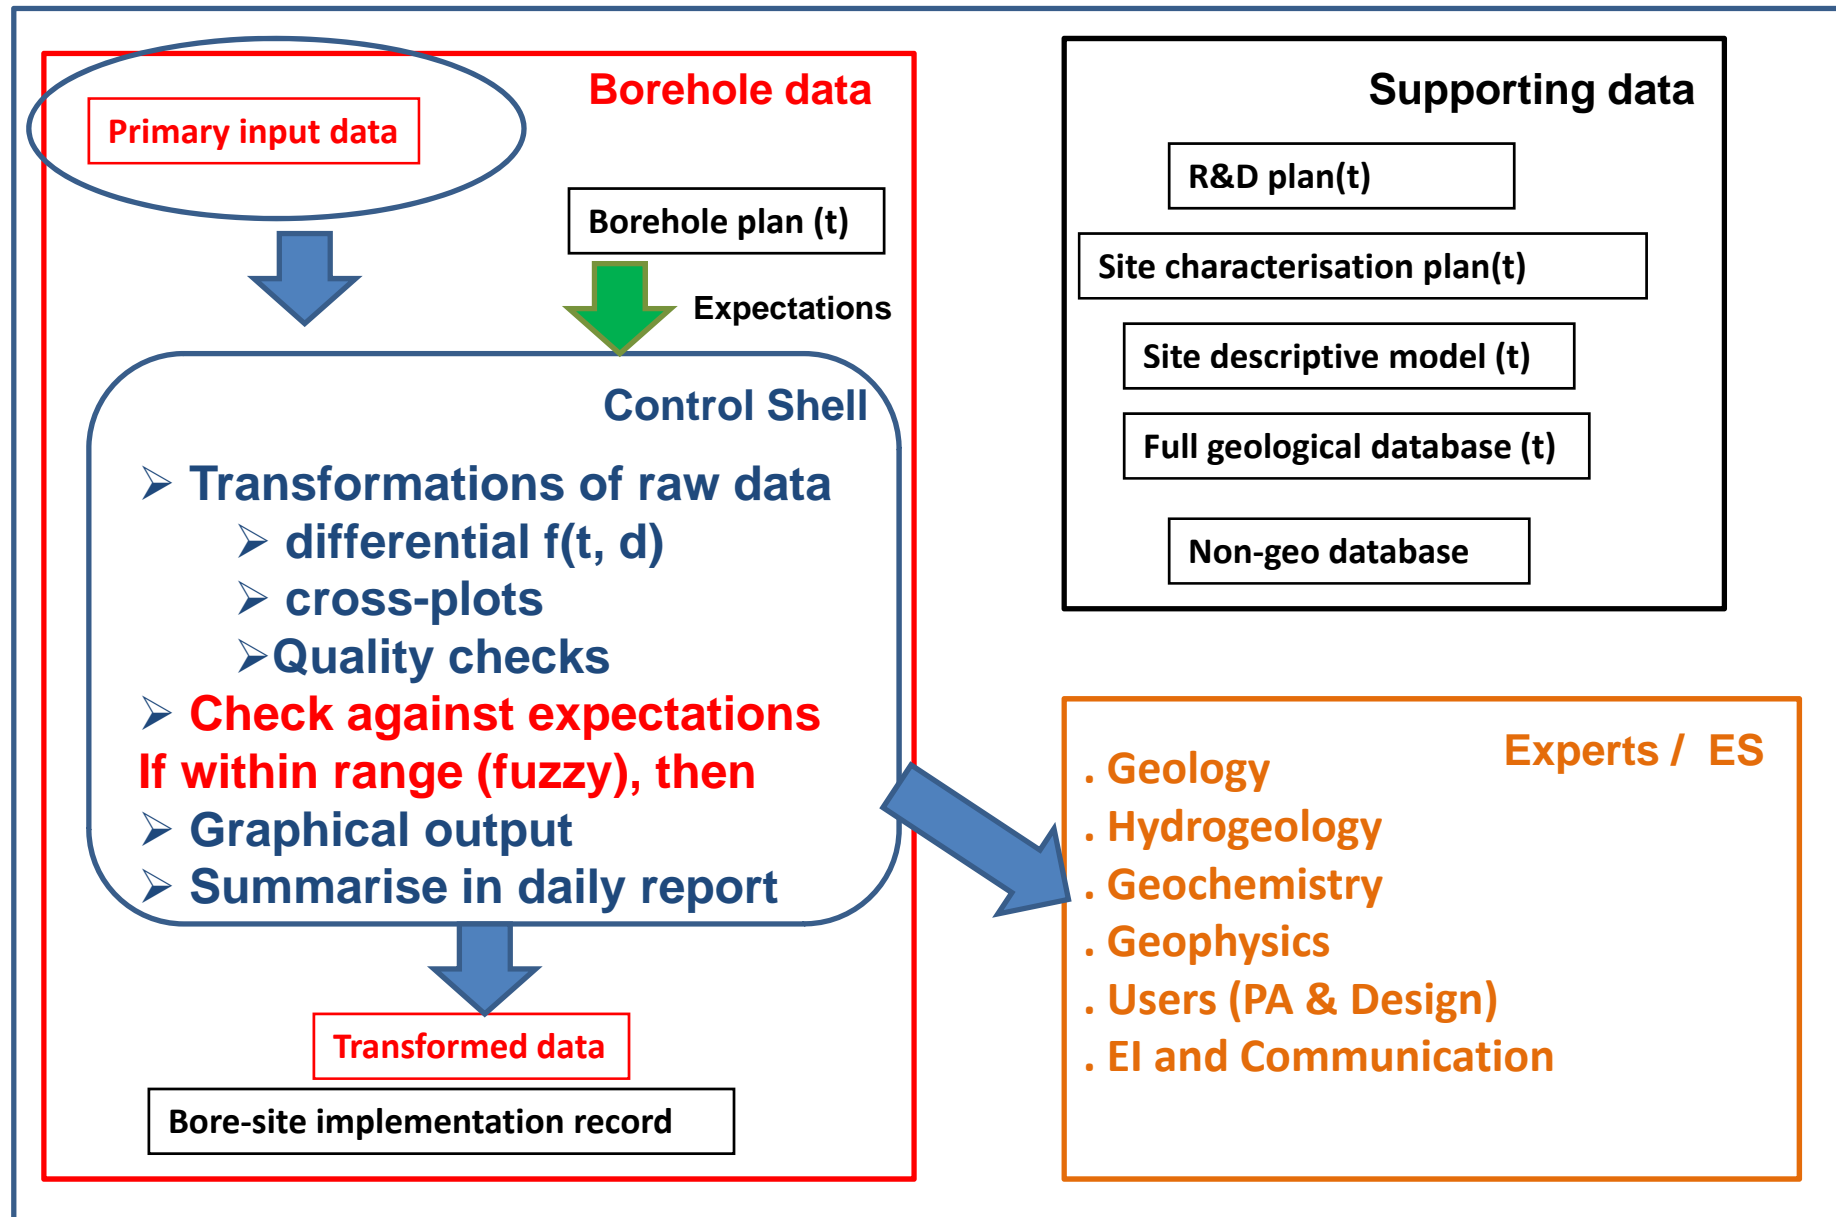 Borehole data
Primary input data
Borehole plan (t)
Expectations
Control Shell
➢ Transformations of raw data
➢ differential f(t, d)
➢ cross-plots
➢Quality checks
➢ Check against expectations
If within range (fuzzy), then
➢ Graphical output
➢ Summarise in daily report
Transformed data
Bore-site implementation record
Supporting data
R&D plan(t)
Site characterisation plan(t)
Site descriptive model (t)
Full geological database (t)
Non-geo database
Experts /  ES
. Geology
. Hydrogeology
. Geochemistry
. Geophysics
. Users (PA & Design)
. EI and Communication